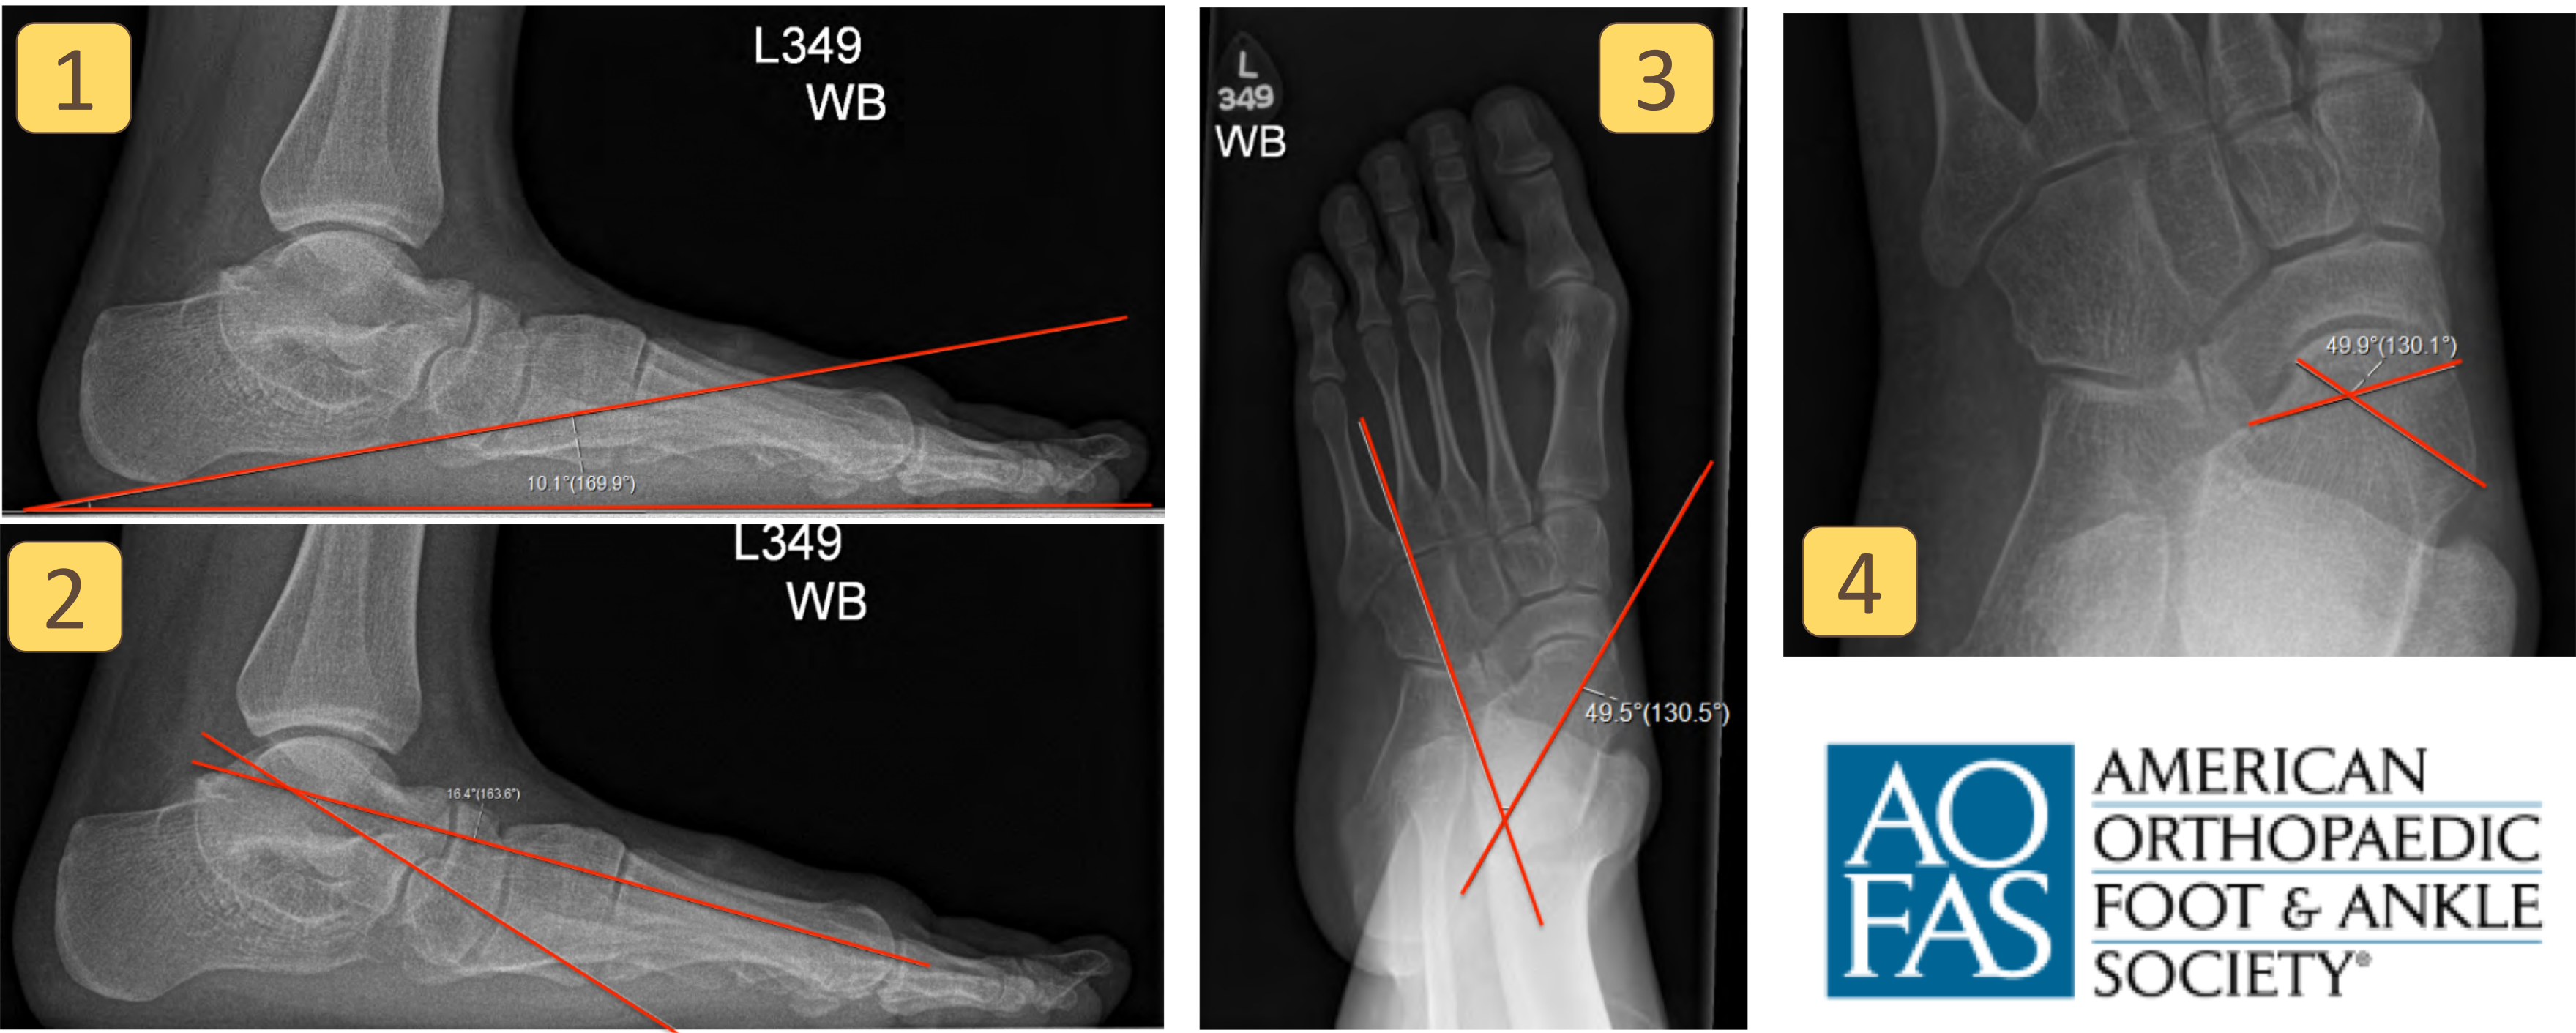 1
L349
WB
10.1°(169.9°)
2
L349
WB
16.4°(163.6°)
3
L
349
WB
49.5°(130.5°)
4
49.9°(130.1°)
AO
FAS
AMERICAN
ORTHOPAEDIC
FOOT & ANKLE
SOCIETY®